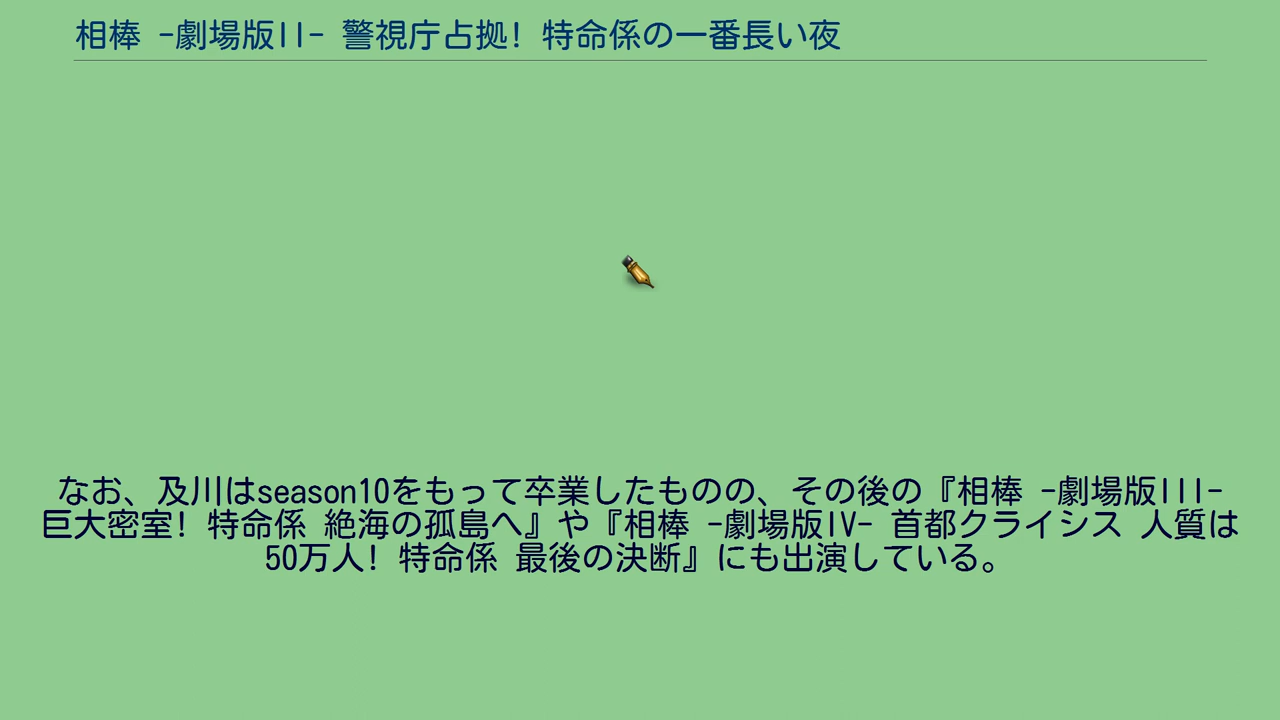 相棒 -劇場版II- 警視庁占拠! 特命係の一番長い夜
なお、及川はseason10をもって卒業したものの、その後の『相棒 -劇場版III-
巨大密室! 特命係 絶海の孤島へ』や『相棒 -劇場版IV- 首都クライシス 人質は
50万人! 特命係 最後の決断』にも出演している。